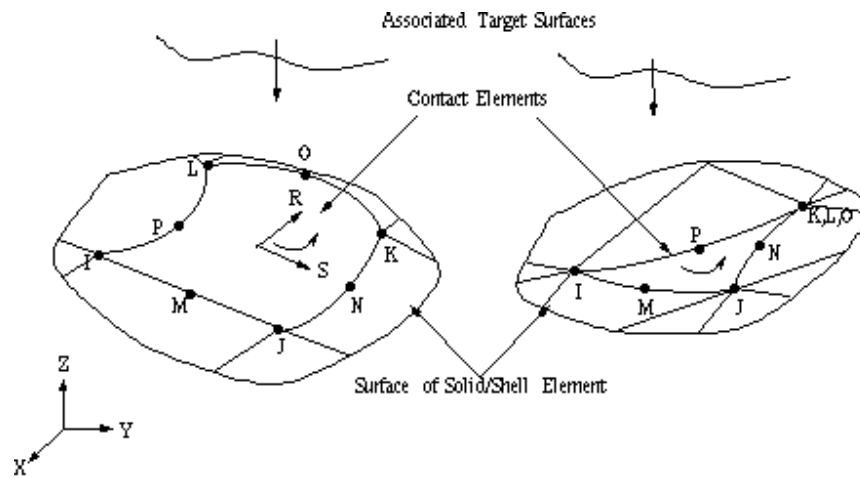 Associated Target Surfaces
Contact Elements
L
O
R
P
S
K
I
M
N
J
P
K,L,O
N
I
M
J
Surface of Solid/Shell Element
Z
Y
X